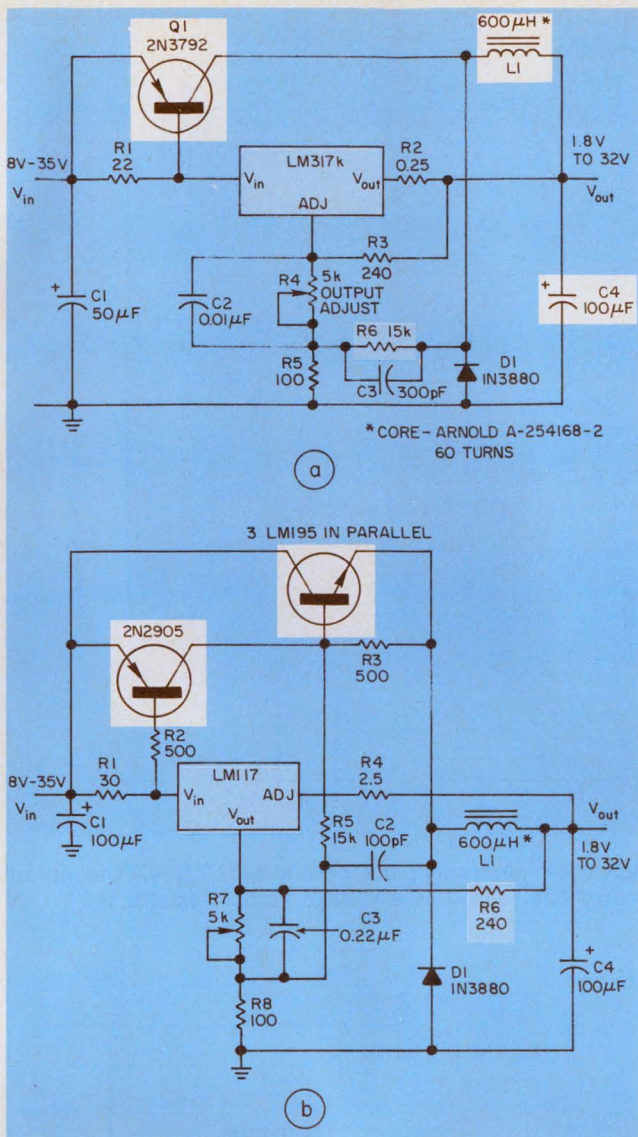 Q1
2N3792
600µH *
L1
8V-35V
Vin
R1
22
LM317k
Vin
Vout
ADJ
R2
0.25
1.8V
TO 32V
Vout
R3
240
+
C1
50µF
C2
0.01µF
R4
5k
OUTPUT
ADJUST
R5
100
R6 15k
C3
300pF
D1
1N3880
+
C4
100µF
* CORE - ARNOLD A-254168-2
60 TURNS
a
3 LM195 IN PARALLEL
2N2905
R3
500
R2
500
8V-35V
Vin
R1
30
LM117
Vin
ADJ
Vout
R4
2.5
+
C1
100µF
R5
15k
C2
100pF
600µH*
L1
Vout
1.8V
TO 32V
R6
240
R7
5k
C3
0.22µF
R8
100
D1
1N3880
+
C4
100µF
b